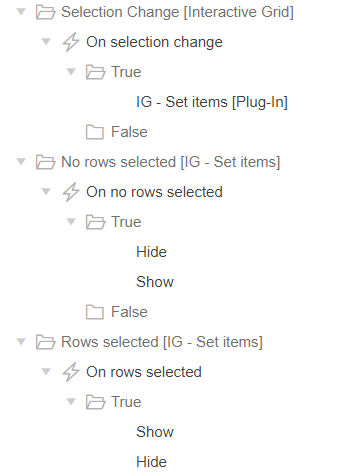 Selection Change [Interactive Grid]
On selection change
True
IG - Set items [Plug-In]
False
No rows selected [IG - Set items]
On no rows selected
True
Hide
Show
False
Rows selected [IG - Set items]
On rows selected
True
Show
Hide